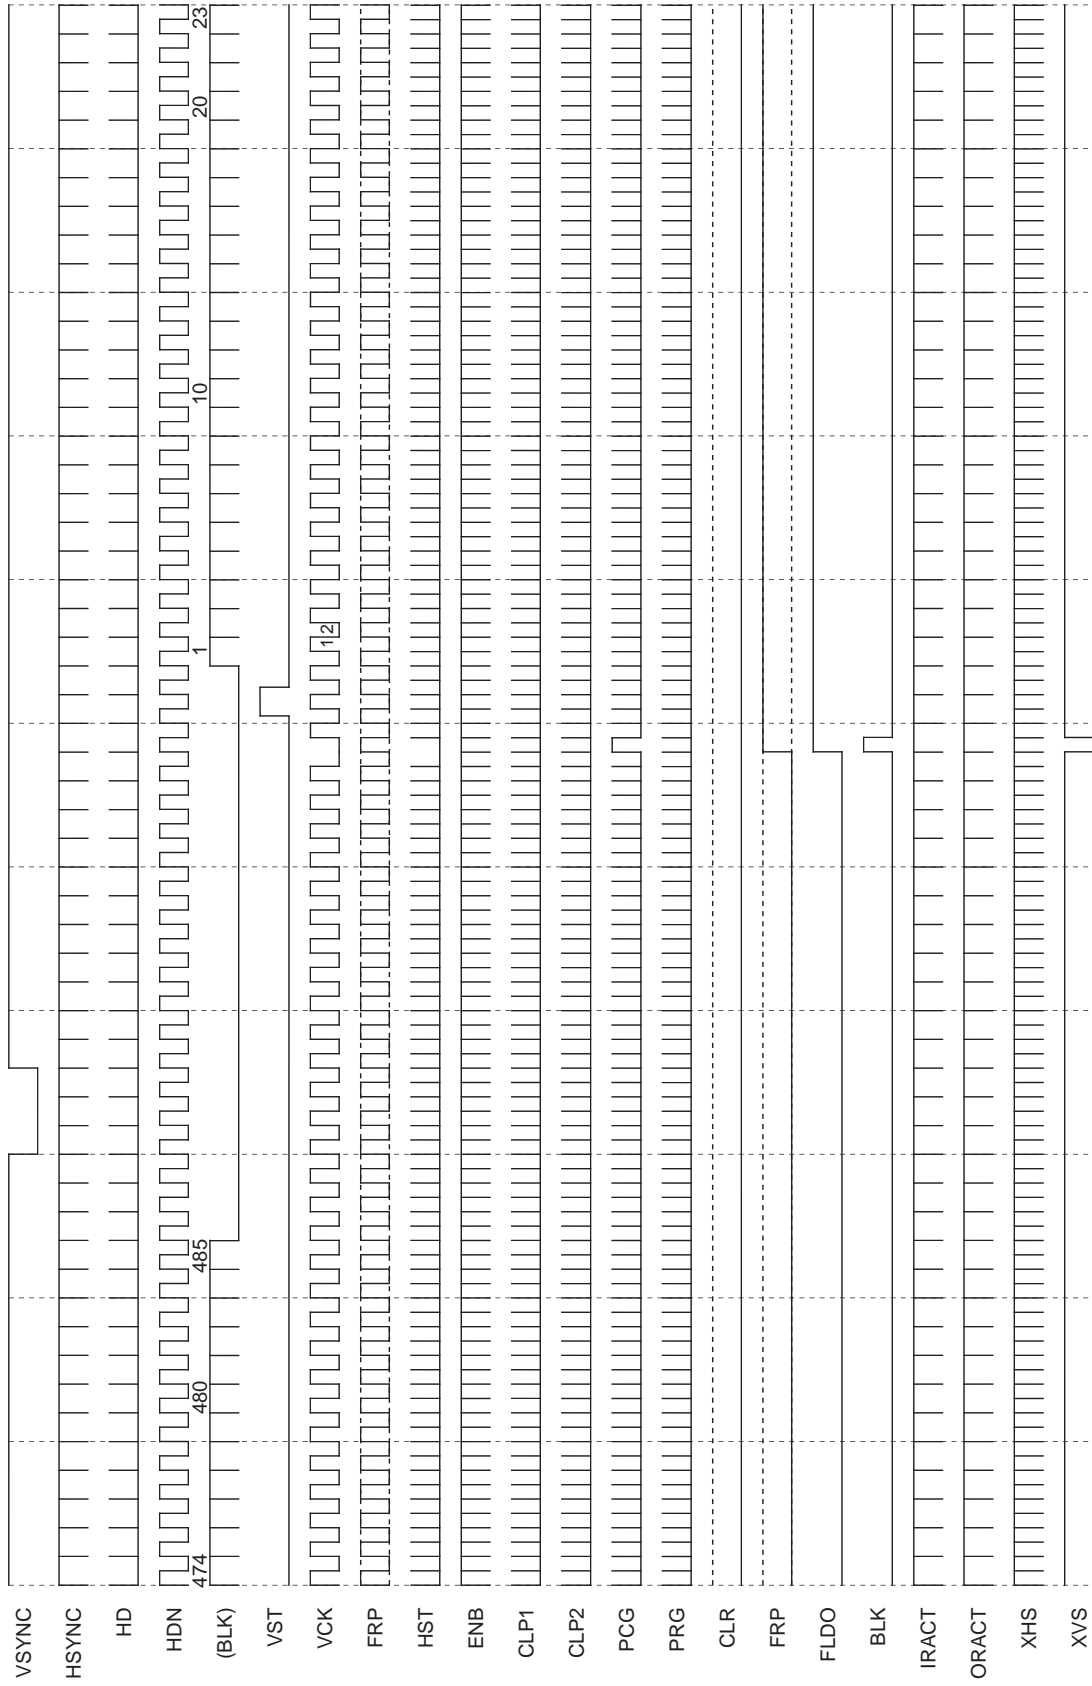 VSYNC
HSYNC
HD
HDN
(BLK)
474
480
485
1
10
20
23
VST
VCK
1 2
FRP
HST
ENB
CLP1
CLP2
PCG
PRG
CLR
FRP
FLDO
BLK
IRACT
ORACT
XHS
XVS